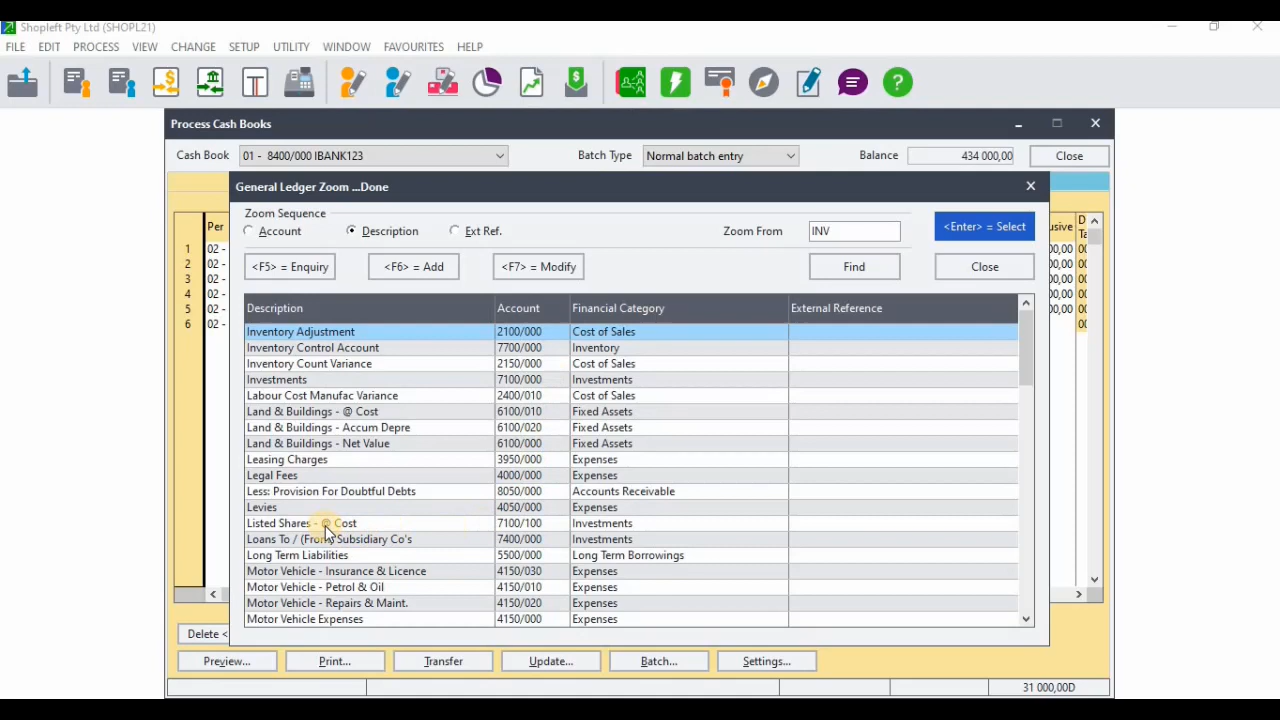 Shopleft Pty Ltd (SHOPL21)
FILE EDIT PROCESS VIEW CHANGE SETUP UTILITY WINDOW FAVOURITES HELP
Process Cash Books
Cash Book 01 - 8400/000 IBANK123 Batch Type Normal batch entry Balance 434 000,00 Close
General Ledger Zoom ...Done
Zoom Sequence
Account Description Ext Ref. Zoom From INV <Enter> = Select
<F5> = Enquiry <F6> = Add <F7> = Modify Find Close
Per
1 02 -
2 02 -
3 02 -
4 02 -
5 02 -
6 02 -
Description Account Financial Category External Reference
Inventory Adjustment 2100/000 Cost of Sales
Inventory Control Account 7700/000 Inventory
Inventory Count Variance 2150/000 Cost of Sales
Investments 7100/000 Investments
Labour Cost Manufac Variance 2400/010 Cost of Sales
Land & Buildings - @ Cost 6100/010 Fixed Assets
Land & Buildings - Accum Depre 6100/020 Fixed Assets
Land & Buildings - Net Value 6100/000 Fixed Assets
Leasing Charges 3950/000 Expenses
Legal Fees 4000/000 Expenses
Less: Provision For Doubtful Debts 8050/000 Accounts Receivable
Levies 4050/000 Expenses
Listed Shares - @ Cost 7100/100 Investments
Loans To / (From) Subsidiary Co's 7400/000 Investments
Long Term Liabilities 5500/000 Long Term Borrowings
Motor Vehicle - Insurance & Licence 4150/030 Expenses
Motor Vehicle - Petrol & Oil 4150/010 Expenses
Motor Vehicle - Repairs & Maint. 4150/020 Expenses
Motor Vehicle Expenses 4150/000 Expenses
Delete <
Preview... Print... Transfer Update... Batch... Settings...
31 000,00D